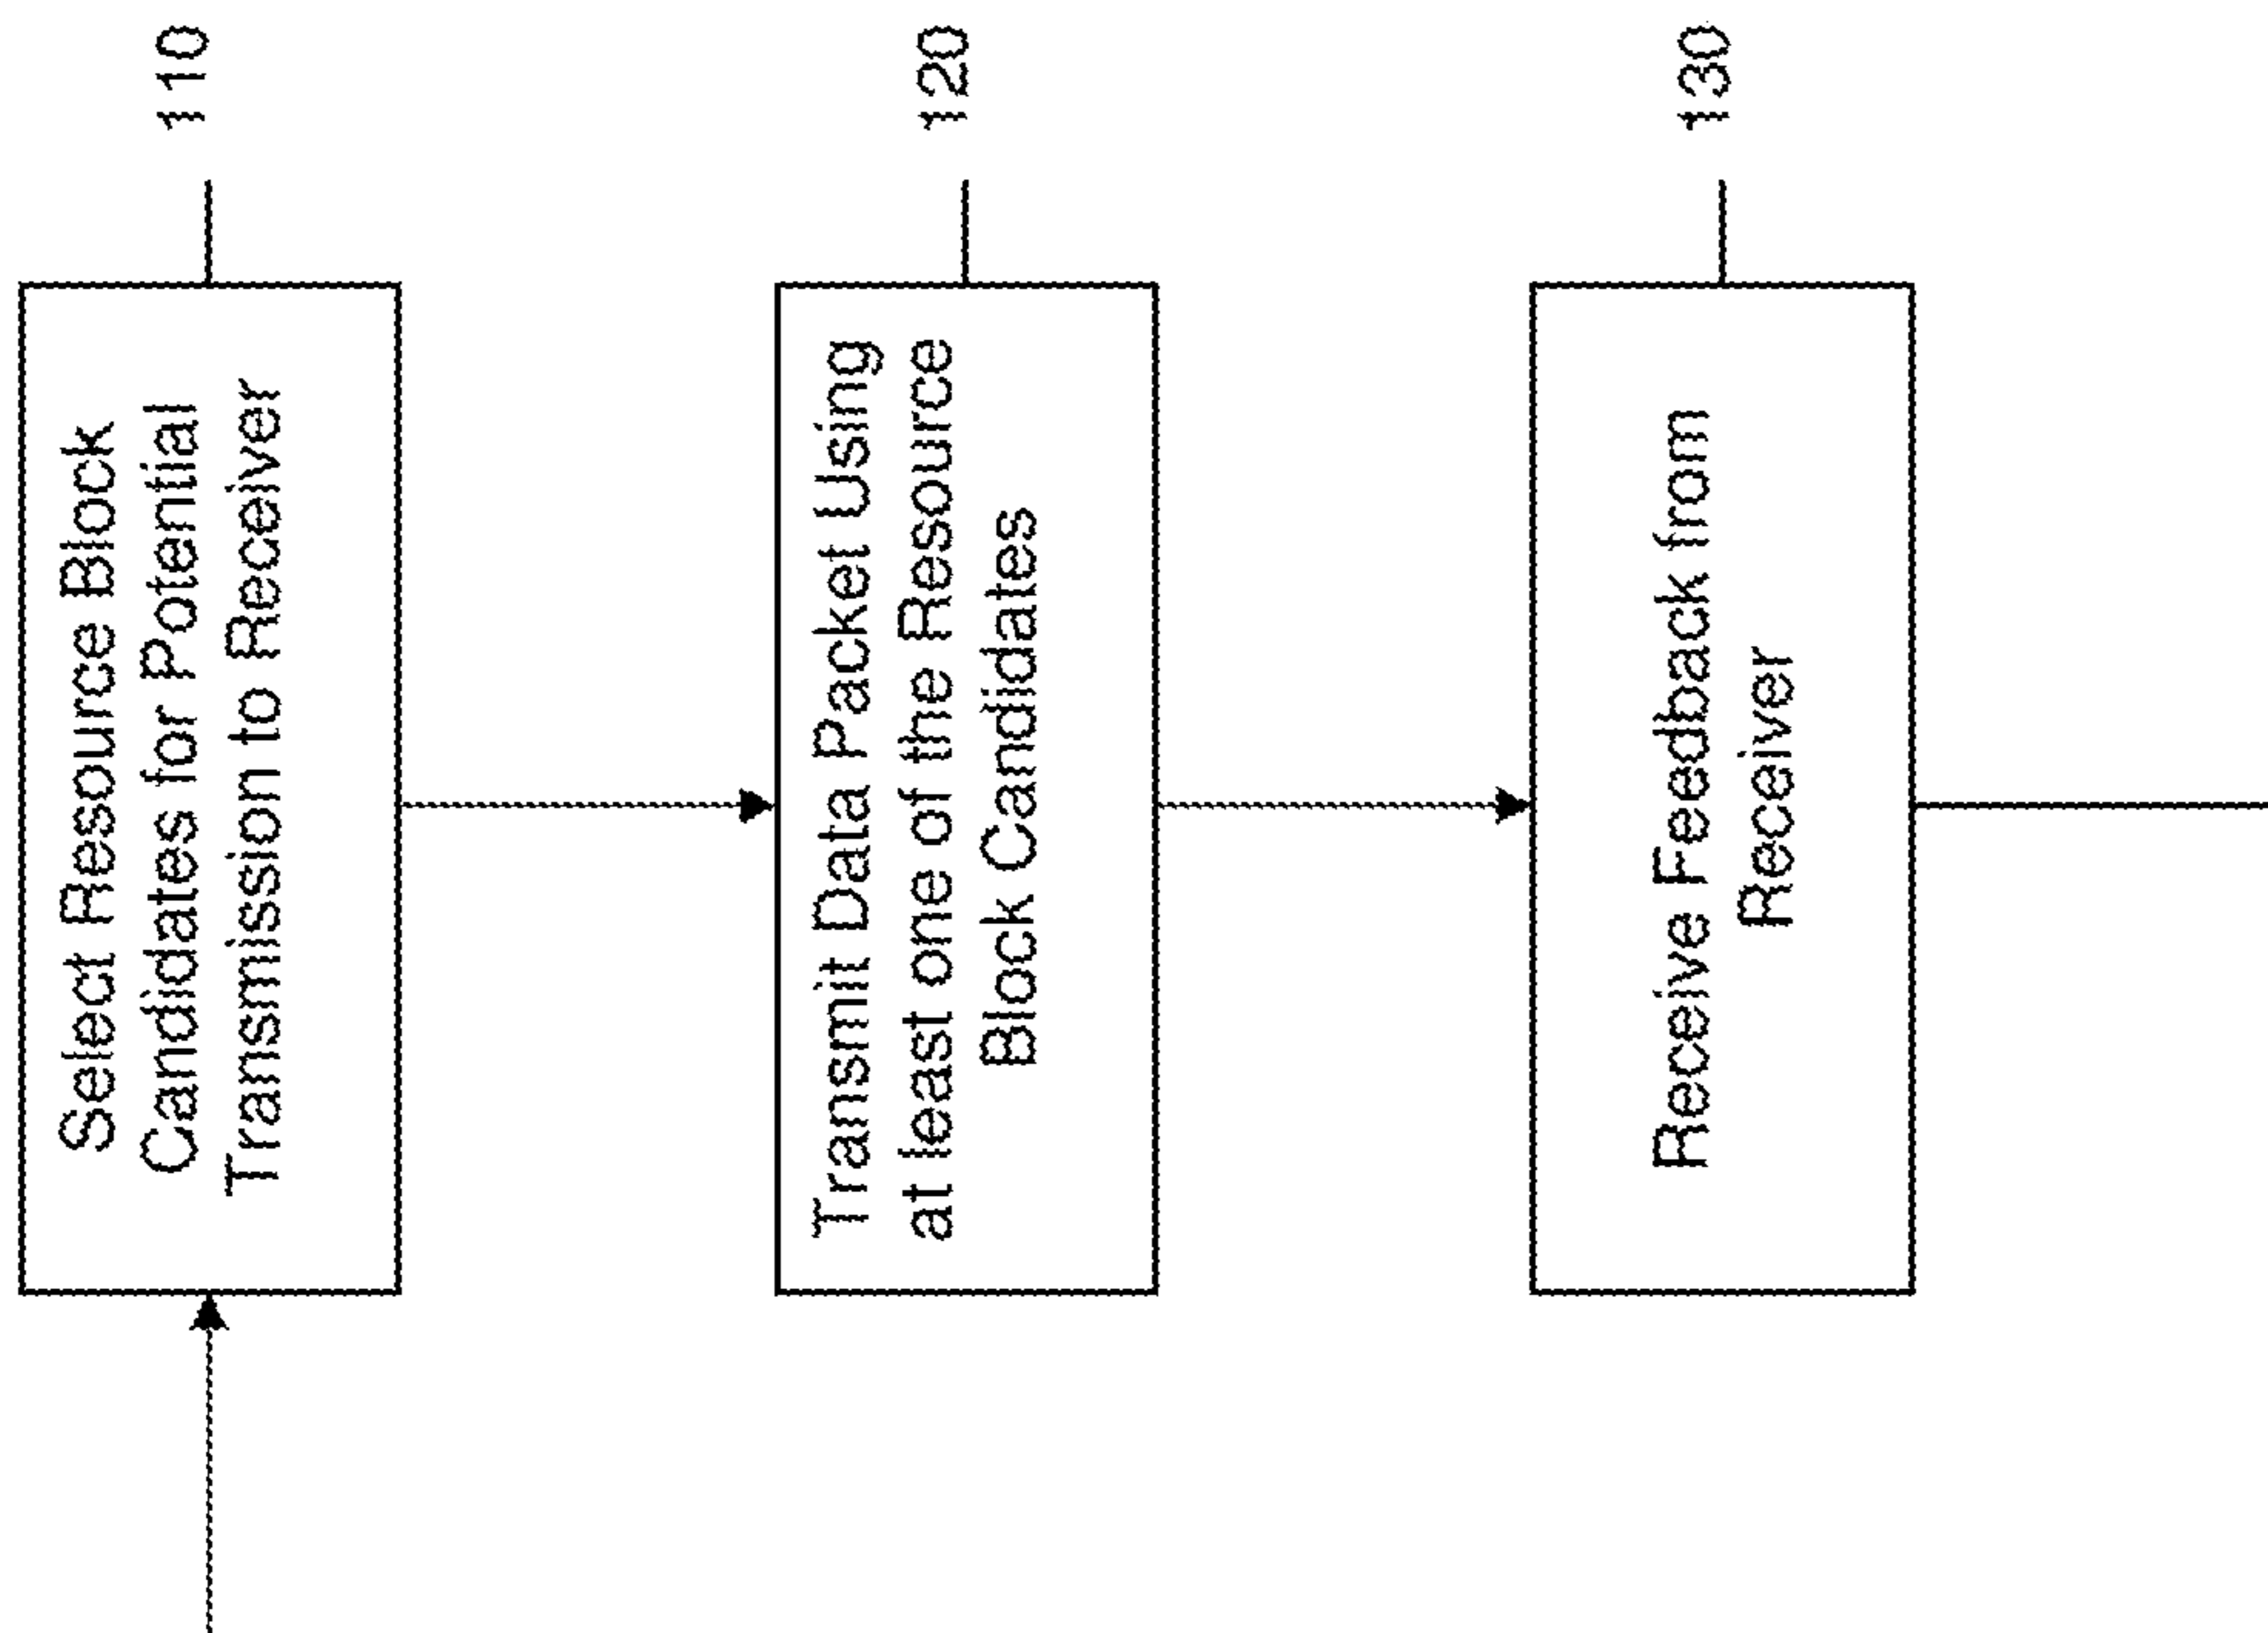 Select Resource Block
Candidates for Potential
Transmission to Receiver
110
Transmit Data Packet Using
at least one of the Resource
Block Candidates
120
Receive Feedback from
Receiver
130